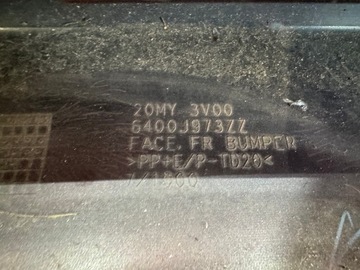 20MY 3V00
6400J973ZZ
FACE, FR BUMPER
>PP+E/P-TD20<